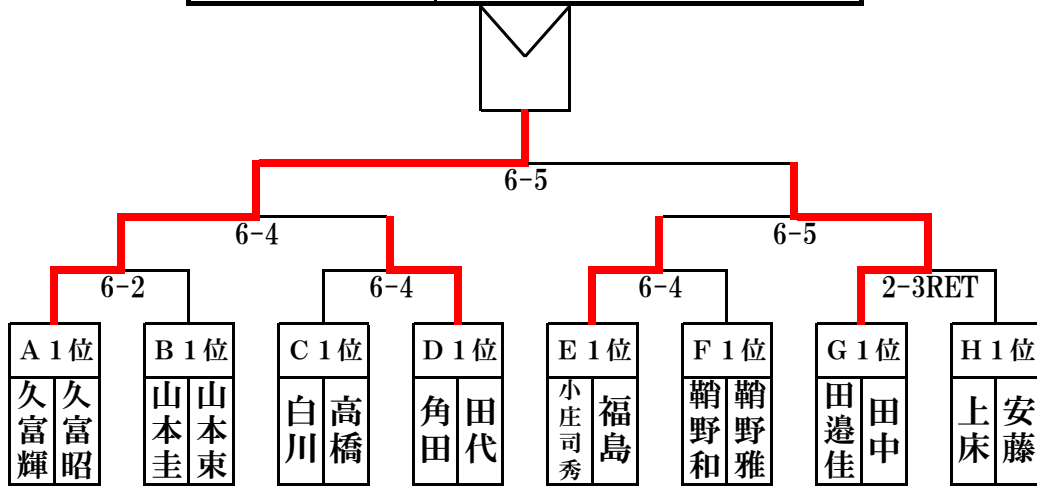 6-5
6-4
6-5
6-2
6-4
6-4
2-3RET
A1位
B1位
C1位
D1位
E1位
F1位
G1位
H1位
久富輝
久富昭
山本圭
山本東
白川
高橋
角田
田代
小庄司秀
福島
鞘野和
鞘野雅
田邉佳
田中
上床
安藤